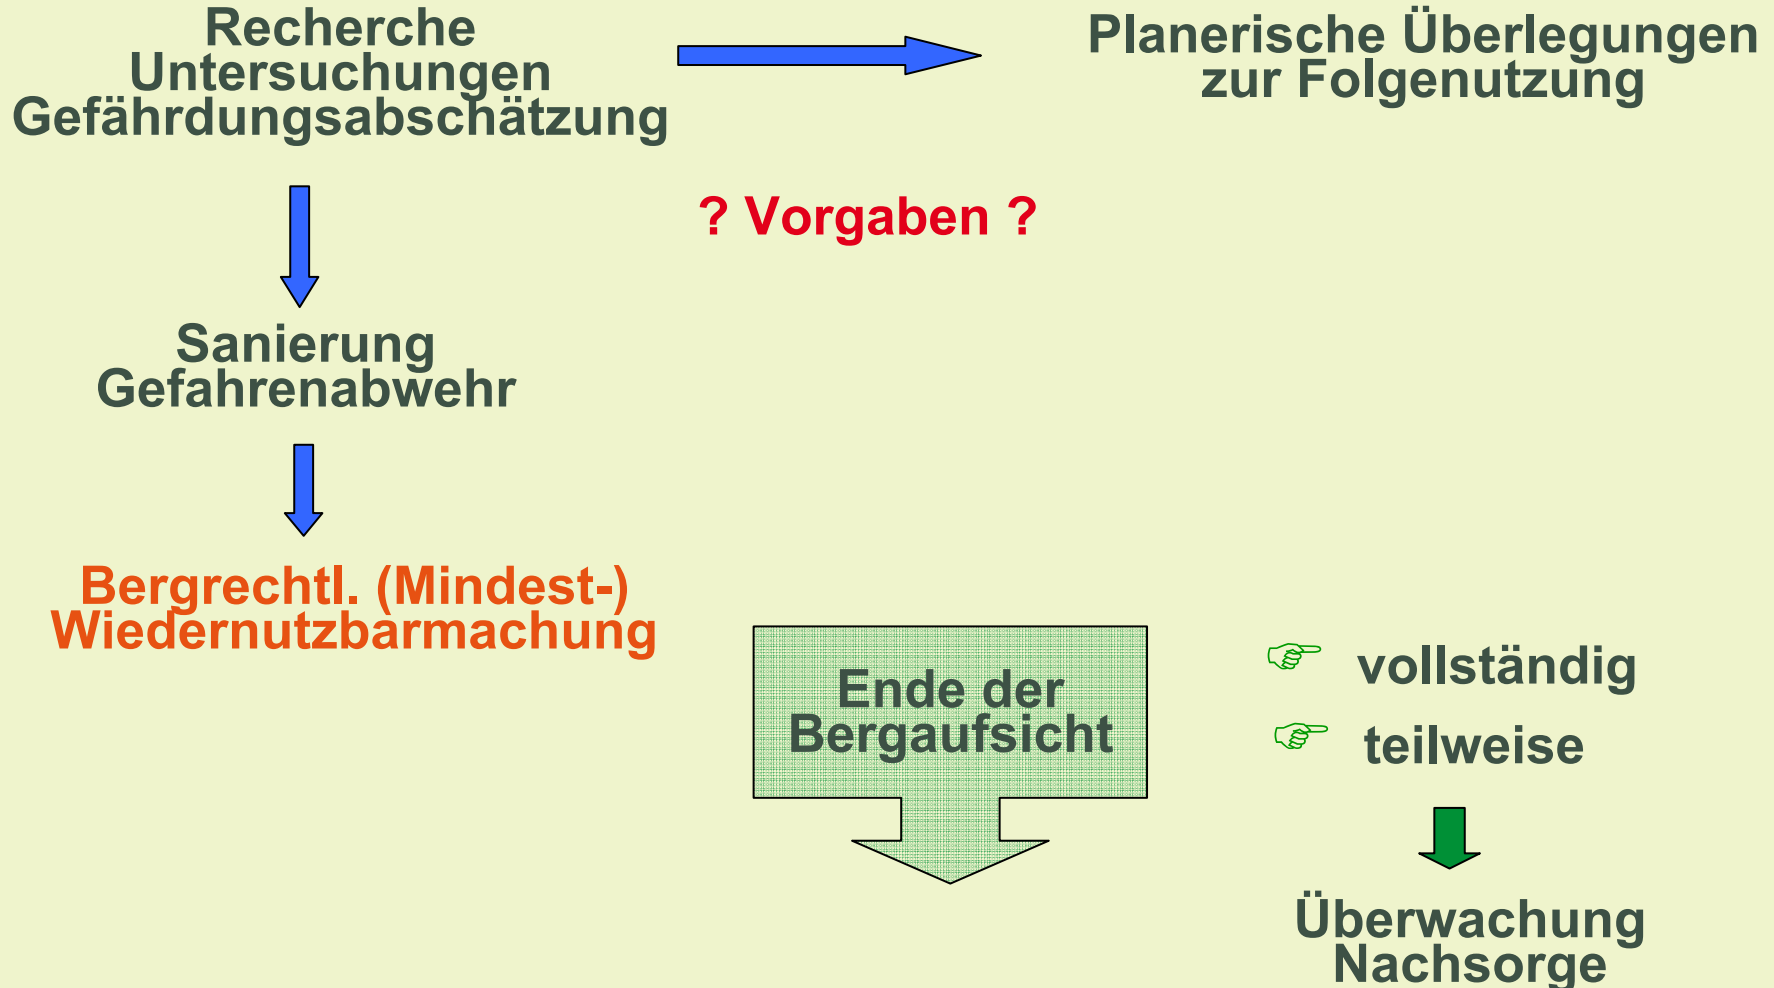 Recherche
Untersuchungen
Gefährdungsabschätzung
Planerische Überlegungen
zur Folgenutzung
? Vorgaben ?
Sanierung
Gefahrenabwehr
Bergrechtl. (Mindest-)
Wiedernutzbarmachung
Ende der
Bergaufsicht
vollständig
teilweise
Überwachung
Nachsorge